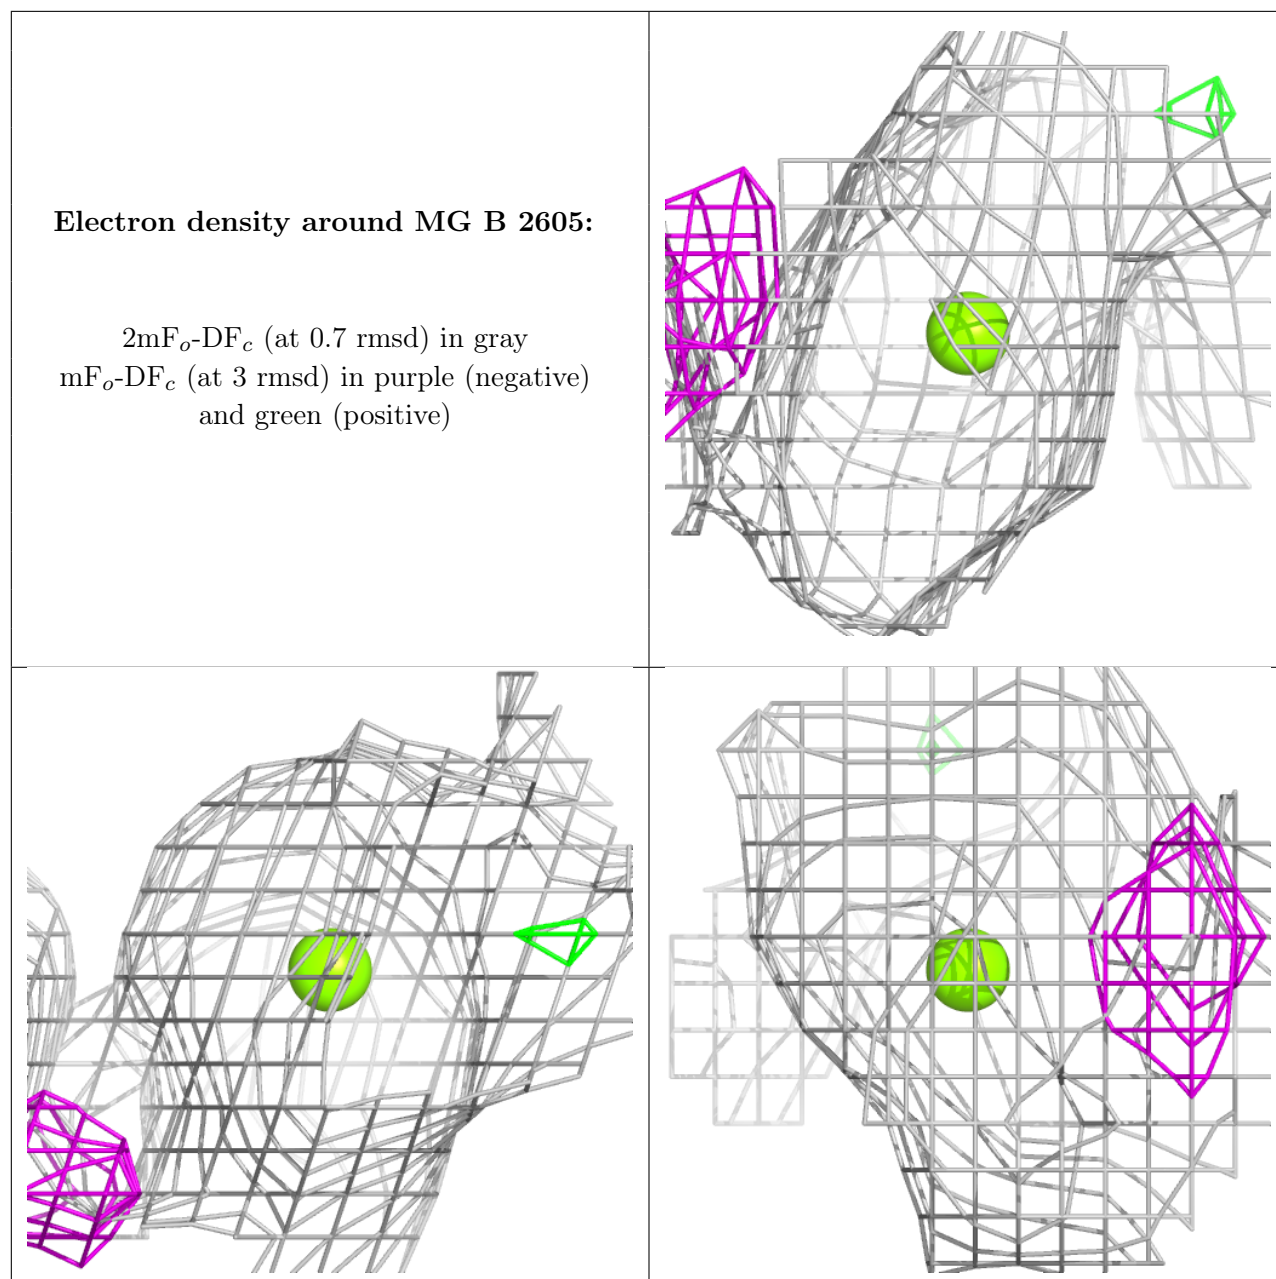 Electron density around MG B 2605:
2mFo-DFc (at 0.7 rmsd) in gray
mFo-DFc (at 3 rmsd) in purple (negative)
and green (positive)